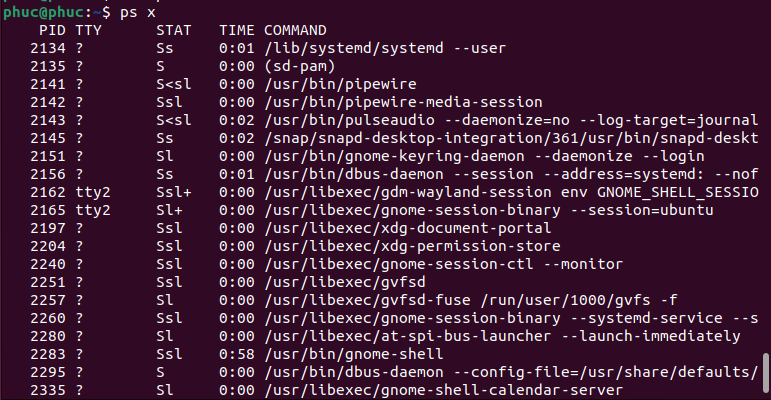 phuc@phuc:~$ ps x
PID TTY STAT TIME COMMAND
2134 ? Ss 0:01 /lib/systemd/systemd --user
2135 ? S 0:00 (sd-pam)
2141 ? S<sl 0:00 /usr/bin/pipewire
2142 ? Ssl 0:00 /usr/bin/pipewire-media-session
2143 ? S<sl 0:02 /usr/bin/pulseaudio --daemonize=no --log-target=journal
2145 ? Ss 0:02 /snap/snapd-desktop-integration/361/usr/bin/snapd-deskt
2151 ? Sl 0:00 /usr/bin/gnome-keyring-daemon --daemonize --login
2156 ? Ss 0:01 /usr/bin/dbus-daemon --session --address=systemd: --nof
2162 tty2 Ssl+ 0:00 /usr/libexec/gdm-wayland-session env GNOME_SHELL_SESSIO
2165 tty2 Sl+ 0:00 /usr/libexec/gnome-session-binary --session=ubuntu
2197 ? Ssl 0:00 /usr/libexec/xdg-document-portal
2204 ? Ssl 0:00 /usr/libexec/xdg-permission-store
2240 ? Ssl 0:00 /usr/libexec/gnome-session-ctl --monitor
2251 ? Ssl 0:00 /usr/libexec/gvfsd
2257 ? Sl 0:00 /usr/libexec/gvfsd-fuse /run/user/1000/gvfs -f
2260 ? Ssl 0:00 /usr/libexec/gnome-session-binary --systemd-service --s
2280 ? Sl 0:00 /usr/libexec/at-spi-bus-launcher --launch-immediately
2283 ? Ssl 0:58 /usr/bin/gnome-shell
2295 ? S 0:00 /usr/bin/dbus-daemon --config-file=/usr/share/defaults/
2335 ? Sl 0:00 /usr/libexec/gnome-shell-calendar-server